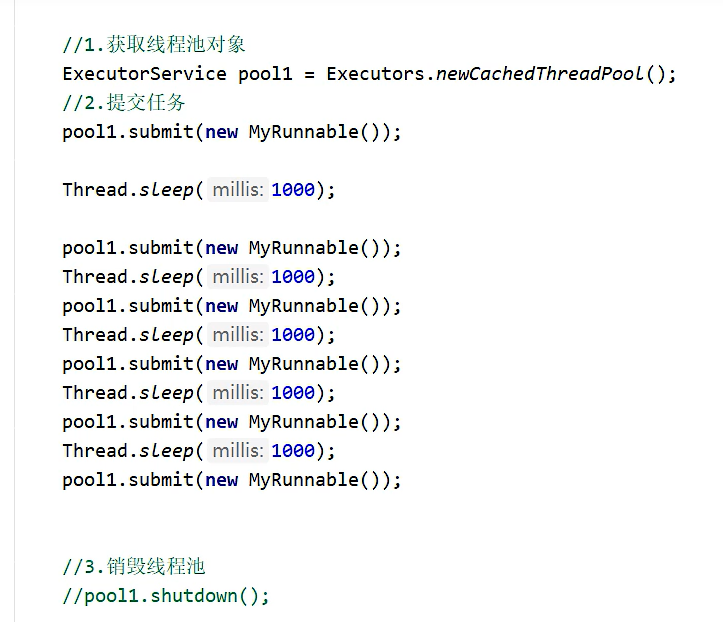 //1.获取线程池对象
ExecutorService pool1 = Executors.newCachedThreadPool();
//2.提交任务
pool1.submit(new MyRunnable());
Thread.sleep( millis: 1000);
pool1.submit(new MyRunnable());
Thread.sleep( millis: 1000);
pool1.submit(new MyRunnable());
Thread.sleep( millis: 1000);
pool1.submit(new MyRunnable());
Thread.sleep( millis: 1000);
pool1.submit(new MyRunnable());
Thread.sleep( millis: 1000);
pool1.submit(new MyRunnable());
//3.销毁线程池
//pool1.shutdown();